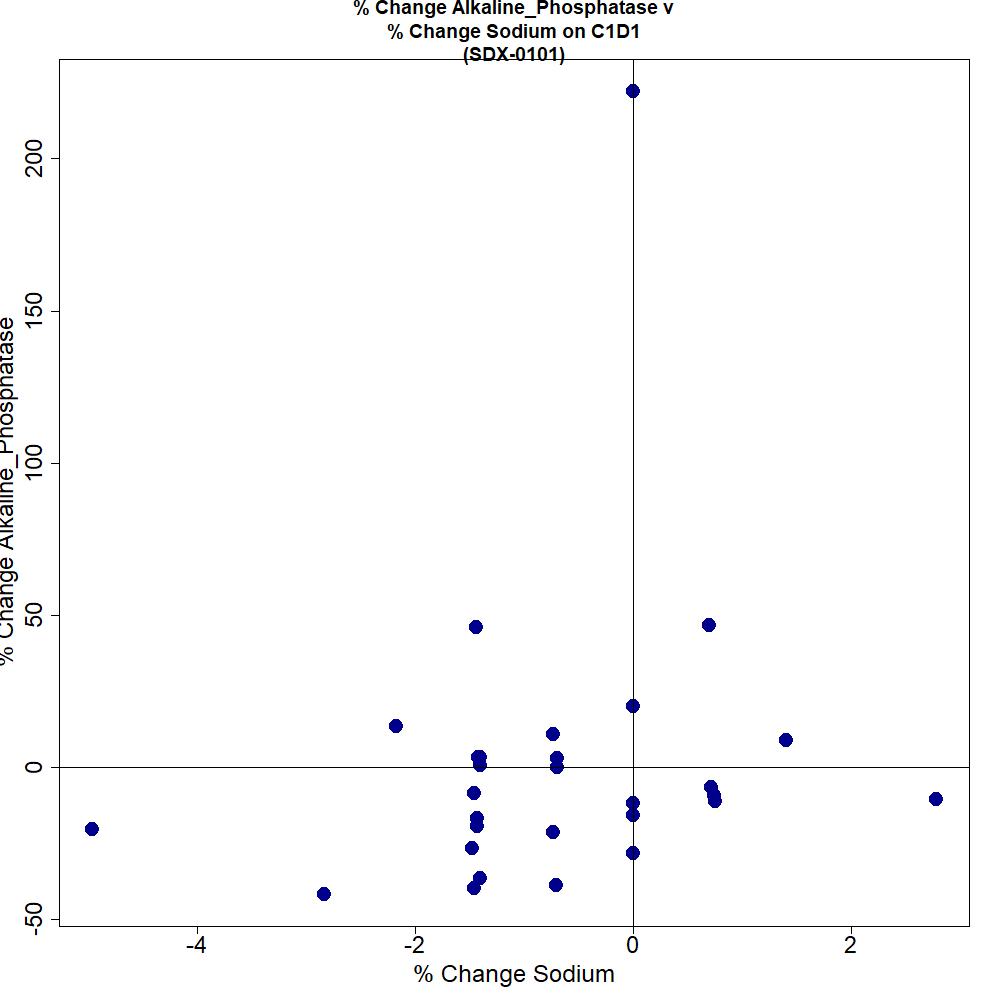 % Change Alkaline_Phosphatase v
% Change Sodium on C1D1
(SDX-0101)
% Change Alkaline_Phosphatase
200
150
100
50
0
-50
-4
-2
0
2
% Change Sodium